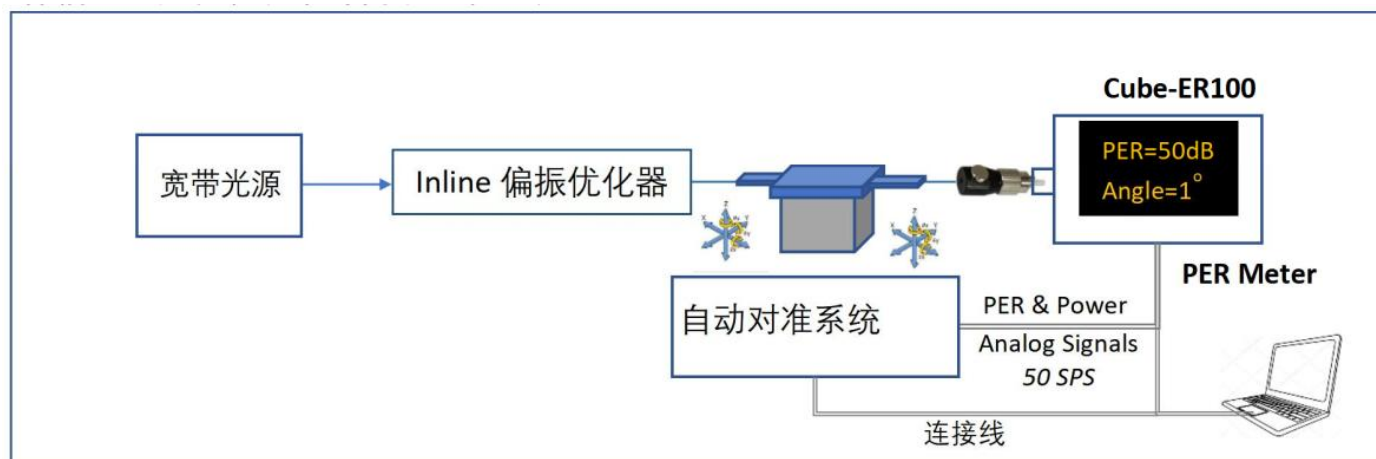 Cube-ER100
宽带光源
Inline 偏振优化器
PER=50dB
Angle=1°
PER Meter
自动对准系统
PER & Power
Analog Signals
50 SPS
连接线